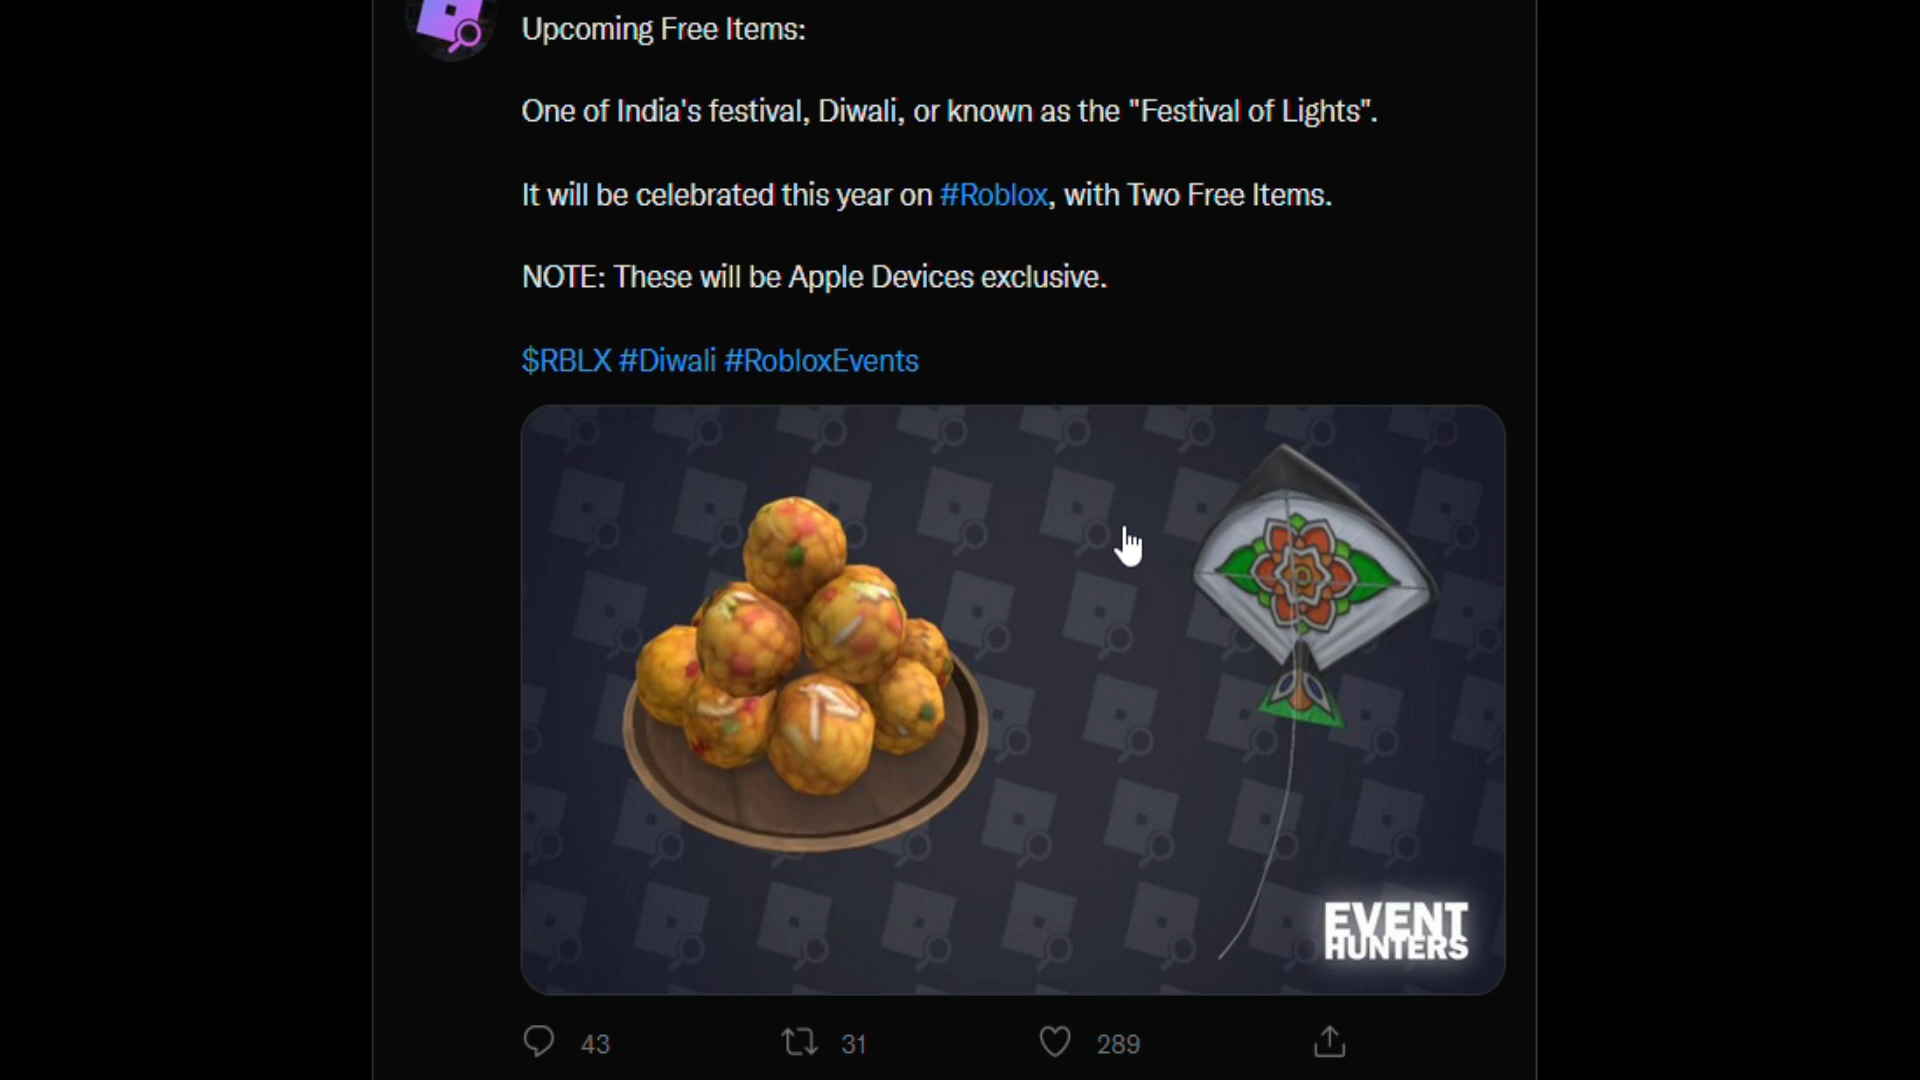 Upcoming Free Items:
One of India's festival, Diwali, or known as the "Festival of Lights".
It will be celebrated this year on #Roblox, with Two Free Items.
NOTE: These will be Apple Devices exclusive.
$RBLX #Diwali #RobloxEvents
EVENT
HUNTERS
43 31 289